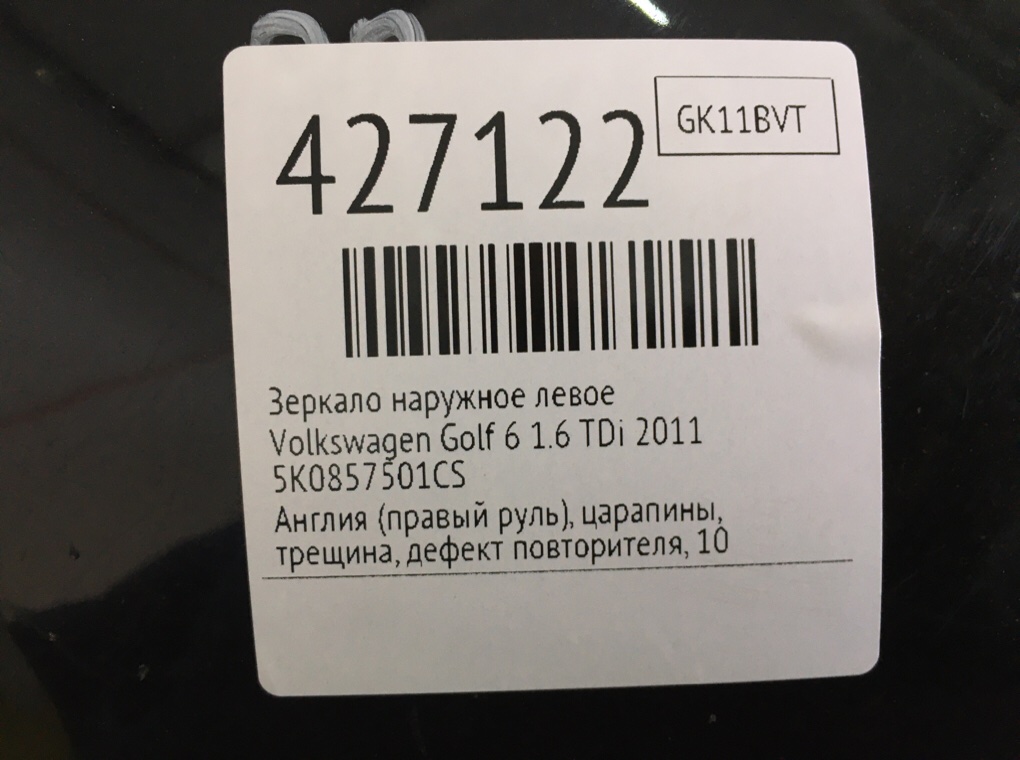 427122
GK11BVT
Зеркало наружное левое
Volkswagen Golf 6 1.6 TDi 2011
5K0857501CS
Англия (правый руль), царапины,
трещина, дефект повторителя, 10